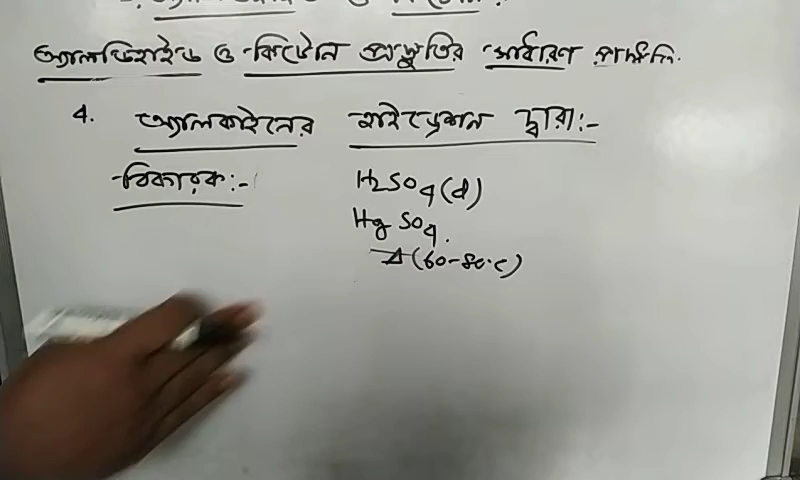 অ্যালডিহাইড ও কিটোন প্রস্তুতির সাধারণ পদ্ধতি.
4. অ্যালকাইনের হাইড্রেশন দ্বারা:-
বিকারক:- H₂SO₄(d)
HgSO₄.
Δ(60-80°C)